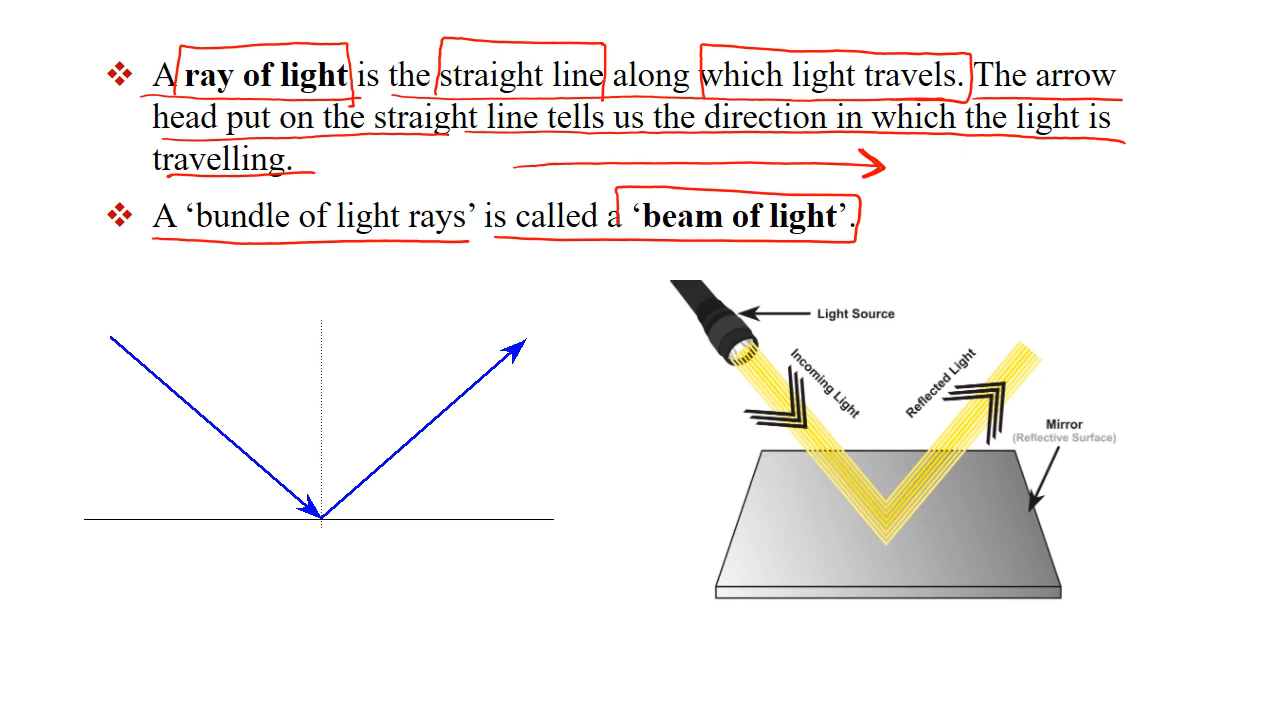 ❖ A ray of light is the straight line along which light travels. The arrow
head put on the straight line tells us the direction in which the light is
travelling.
❖ A ‘bundle of light rays’ is called a ‘beam of light’.
Light Source
Incoming Light
Reflected Light
Mirror
(Reflective Surface)